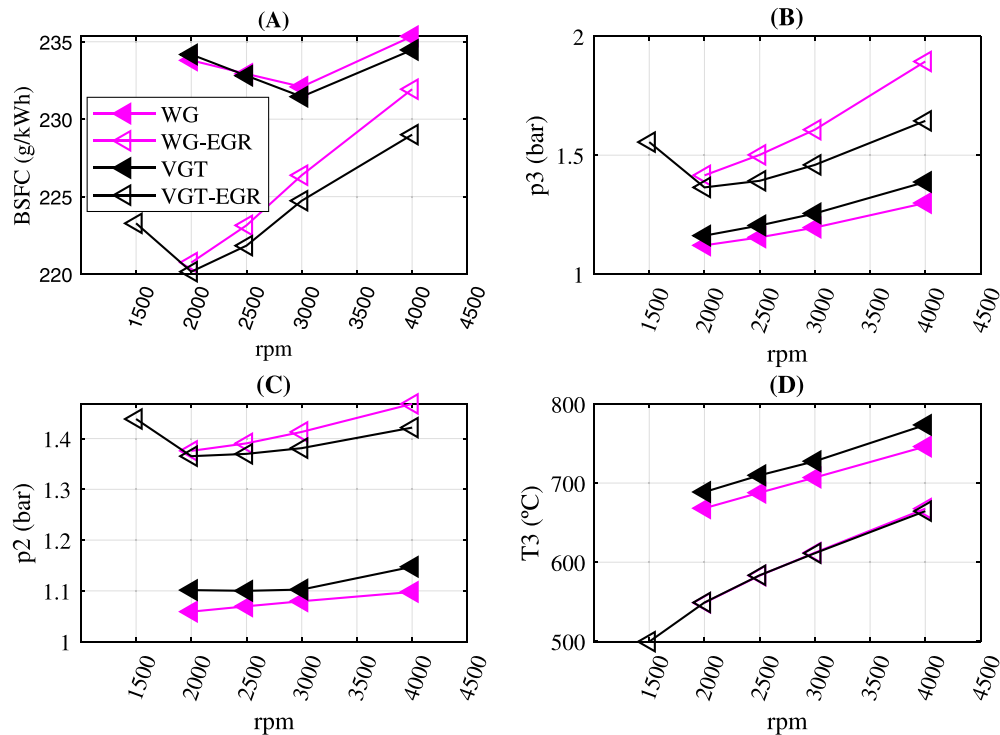 (A)
BSFC (g/kWh)
235
230
225
220
WG
WG-EGR
VGT
VGT-EGR
1500
2000
2500
3000
3500
4000
4500
rpm
(B)
p3 (bar)
2
1.5
1
1500
2000
2500
3000
3500
4000
4500
rpm
(C)
p2 (bar)
1.4
1.3
1.2
1.1
1
1500
2000
2500
3000
3500
4000
4500
rpm
(D)
T3 (ºC)
800
700
600
500
1500
2000
2500
3000
3500
4000
4500
rpm